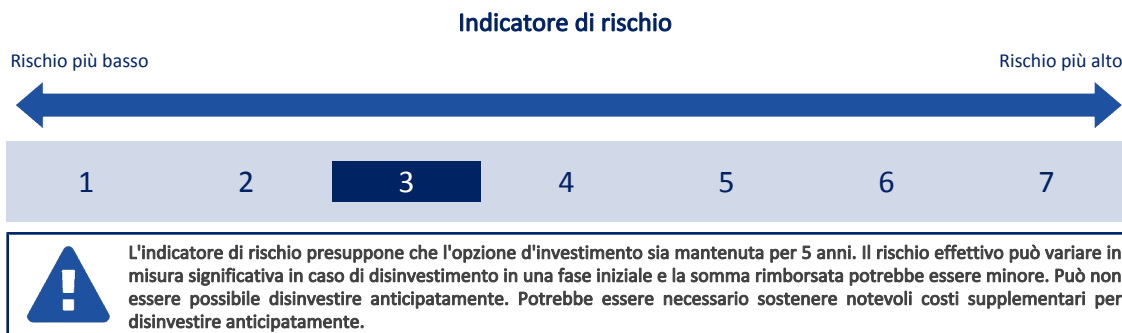 Indicatore di rischio
Rischio più basso
Rischio più alto
1 2 3 4 5 6 7
L'indicatore di rischio presuppone che l'opzione d'investimento sia mantenuta per 5 anni. Il rischio effettivo può variare in
misura significativa in caso di disinvestimento in una fase iniziale e la somma rimborsata potrebbe essere minore. Può non
essere possibile disinvestire anticipatamente. Potrebbe essere necessario sostenere notevoli costi supplementari per
disinvestire anticipatamente.